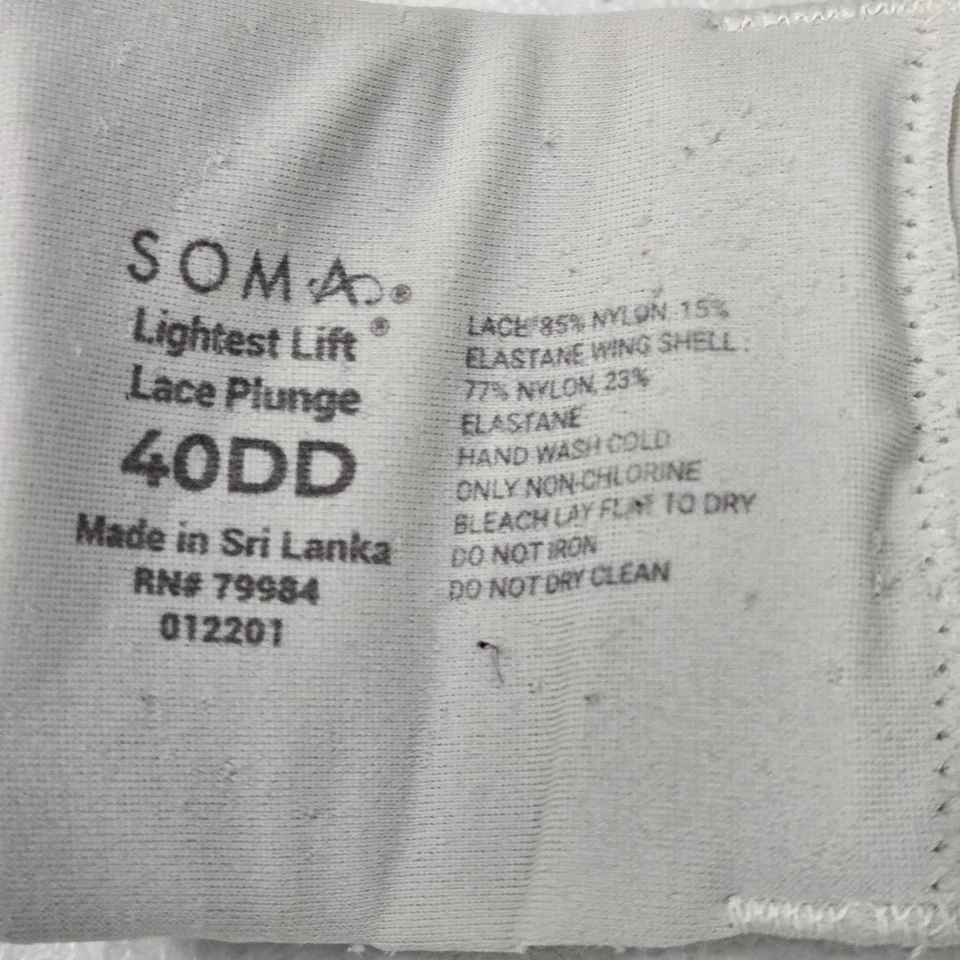 SOMA®
Lightest Lift®
Lace Plunge
40DD
Made in Sri Lanka
RN# 79984
012201
LACE 85% NYLON 15%
ELASTANE WING SHELL :
77% NYLON, 23%
ELASTANE
HAND WASH COLD
ONLY NON-CHLORINE
BLEACH LAY FLAT TO DRY
DO NOT IRON
DO NOT DRY CLEAN